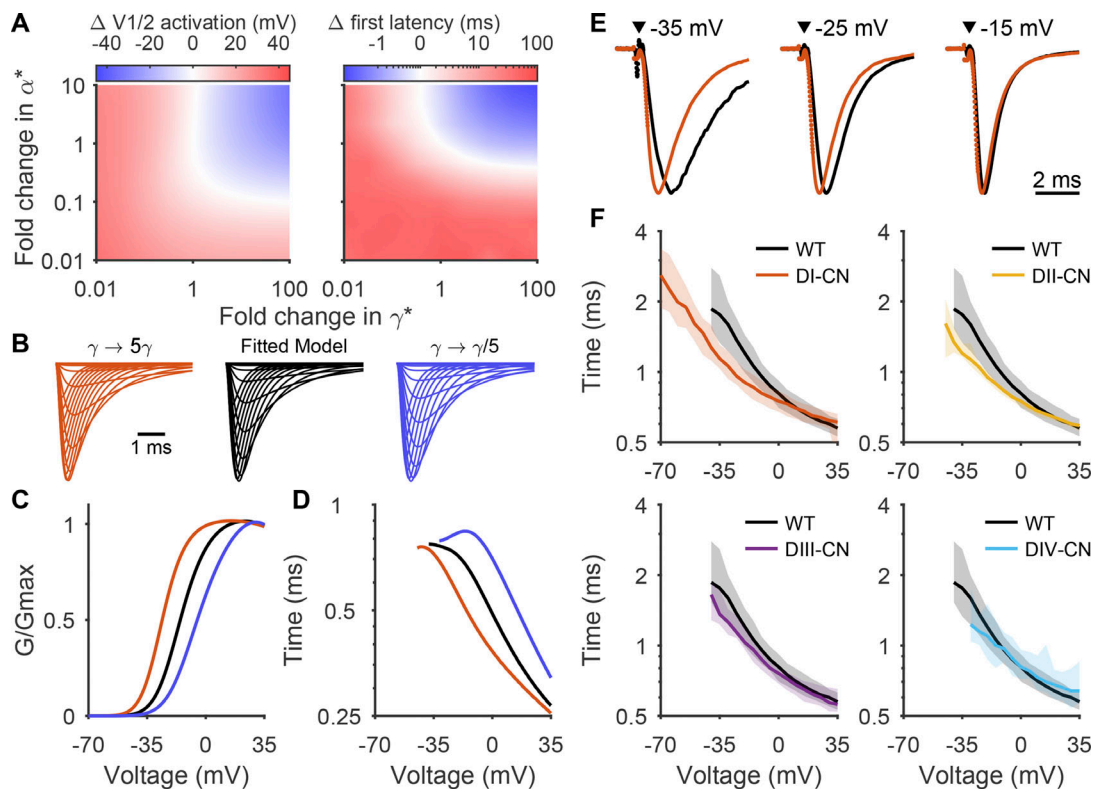 A
Δ V1/2 activation (mV)
-40 -20 0 20 40
Δ first latency (ms)
-1 0 10 100
Fold change in α*
10
1
0.1
0.01
0.01 1 100
0.01 1 100
Fold change in γ*
B
γ → 5γ
Fitted Model
γ → γ/5
1 ms
C
G/Gmax
1
0.5
0
-70 -35 0 35
Voltage (mV)
D
Time (ms)
1
0.5
0.25
-70 -35 0 35
Voltage (mV)
E
▼ -35 mV
▼ -25 mV
▼ -15 mV
2 ms
F
Time (ms)
4
2
1
0.5
-70 -35 0 35
WT
DI-CN
4
2
1
0.5
-70 -35 0 35
WT
DII-CN
Time (ms)
4
2
1
0.5
-70 -35 0 35
Voltage (mV)
WT
DIII-CN
4
2
1
0.5
-70 -35 0 35
Voltage (mV)
WT
DIV-CN